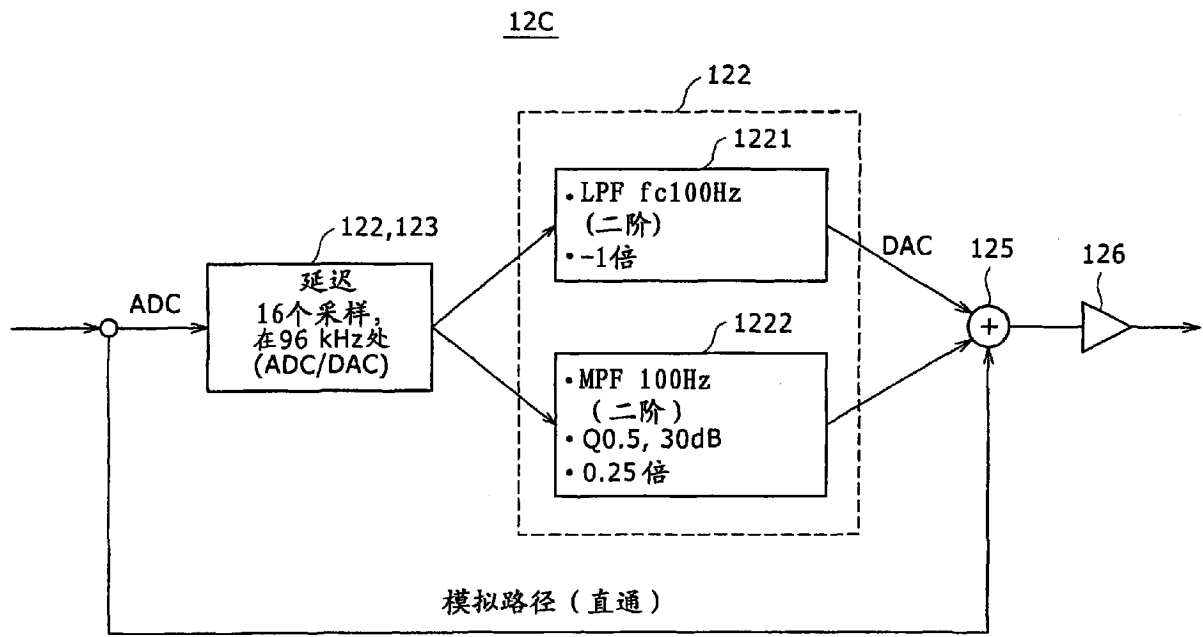 12C
122
1221
• LPF fc100Hz
(二阶)
• -1倍
122,123
延迟
16个采样,
在96 kHz处
(ADC/DAC)
ADC
DAC
125
126
1222
• MPF 100Hz
(二阶)
• Q0.5, 30dB
• 0.25倍
+
模拟路径(直通)